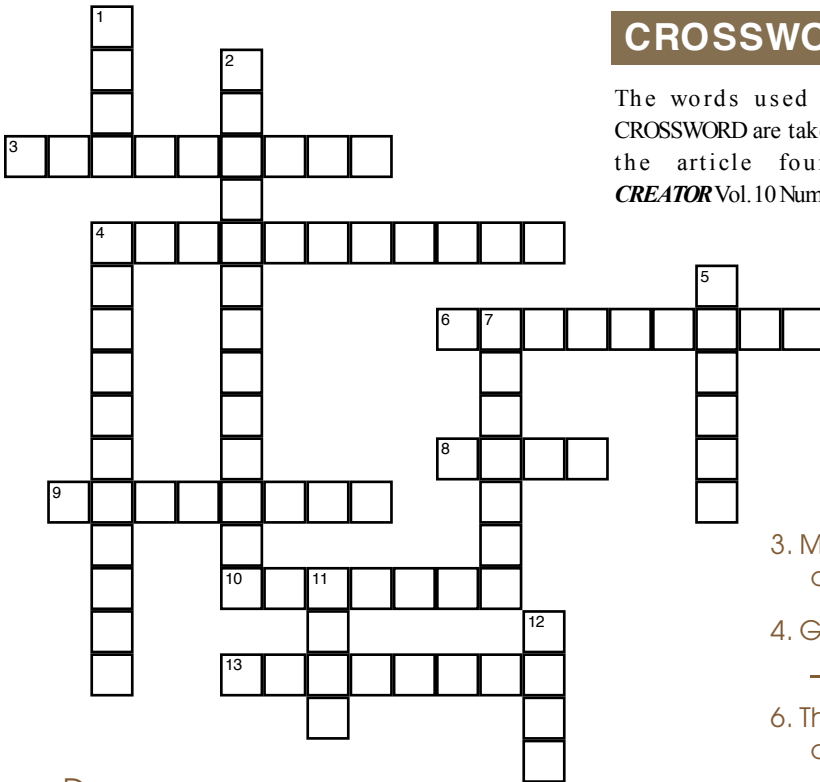 1
CROSSWO
2
The words used
CROSSWORD are tak
the article fou
CREATOR Vol. 10 Num
3
4
5
6 7
8
9
3. M
10 11
12
4. G
13
6. Th
D